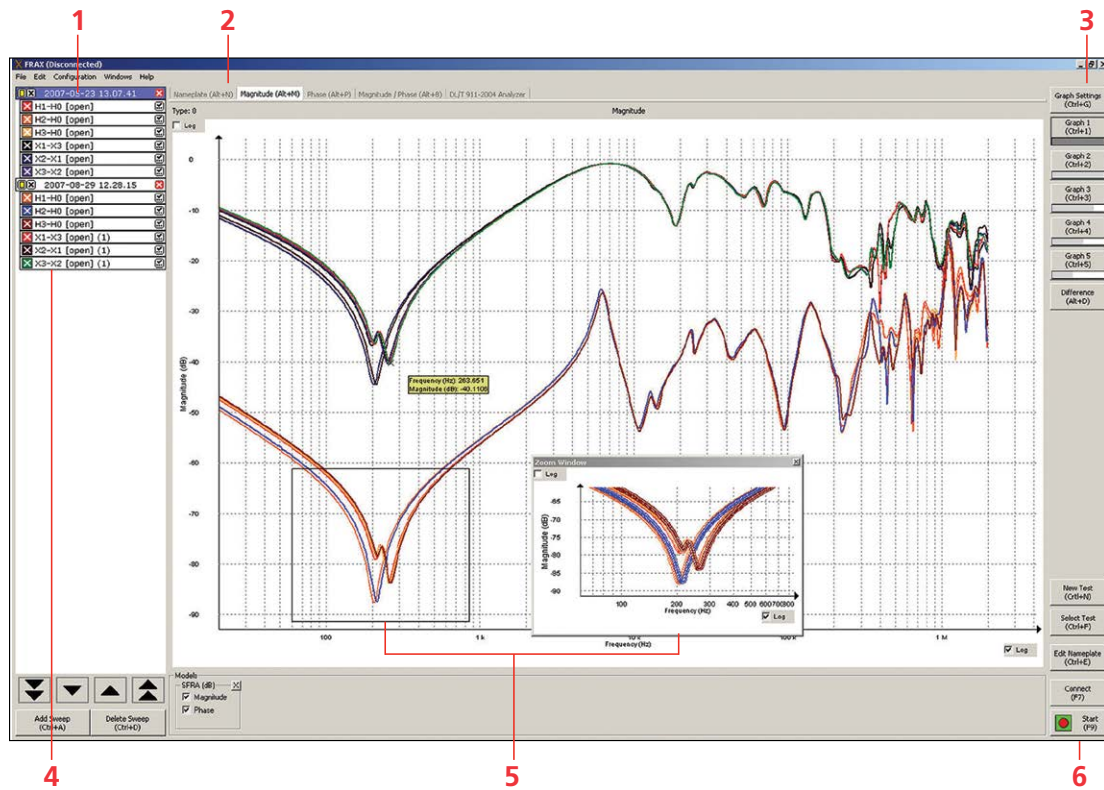 1
2
3
FRAX (Disconnected)
File Edit Configuration Windows Help
2007-05-23 13.07.41
H1-H0 [open]
H2-H0 [open]
H3-H0 [open]
X1-X3 [open]
X2-X1 [open]
X3-X2 [open]
2007-08-29 12.28.15
H1-H0 [open]
H2-H0 [open]
H3-H0 [open]
X1-X3 [open] (1)
X2-X1 [open] (1)
X3-X2 [open] (1)
Add Sweep
(Ctrl+A)
Delete Sweep
(Ctrl+D)
Nameplate (Alt+N) Magnitude (Alt+M) Phase (Alt+P) Magnitude / Phase (Alt+8) DL/T 911-2004 Analyzer
Type: 8
Magnitude
Log
0
-10
-20
-30
-40
-50
-60
-70
-80
-90
Magnitude (dB)
Frequency (Hz) 263.651
Magnitude (dB) -40.1106
100
1 k
10 k
100 k
1 M
Frequency(Hz)
Log
Zoom Window
Log
-65
-70
-75
-80
-85
-90
Magnitude (dB)
100 200 300 400 500 600700800
Frequency (Hz)
Log
Models
SFRA (dB)
Magnitude
Phase
Graph Settings
(Ctrl+G)
Graph 1
(Ctrl+1)
Graph 2
(Ctrl+2)
Graph 3
(Ctrl+3)
Graph 4
(Ctrl+4)
Graph 5
(Ctrl+5)
Difference
(Alt+D)
New Test
(Crtl+N)
Select Test
(Ctrl+F)
Edit Nameplate
(Ctrl+E)
Connect
(F7)
Start
(F9)
4
5
6